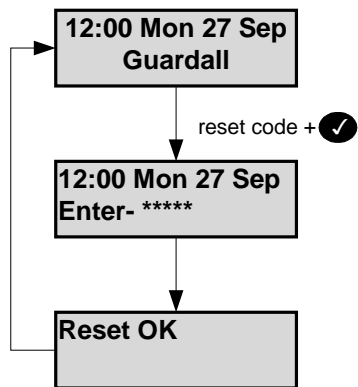 12:00 Mon 27 Sep
Guardall
reset code +
12:00 Mon 27 Sep
Enter- *****
Reset OK